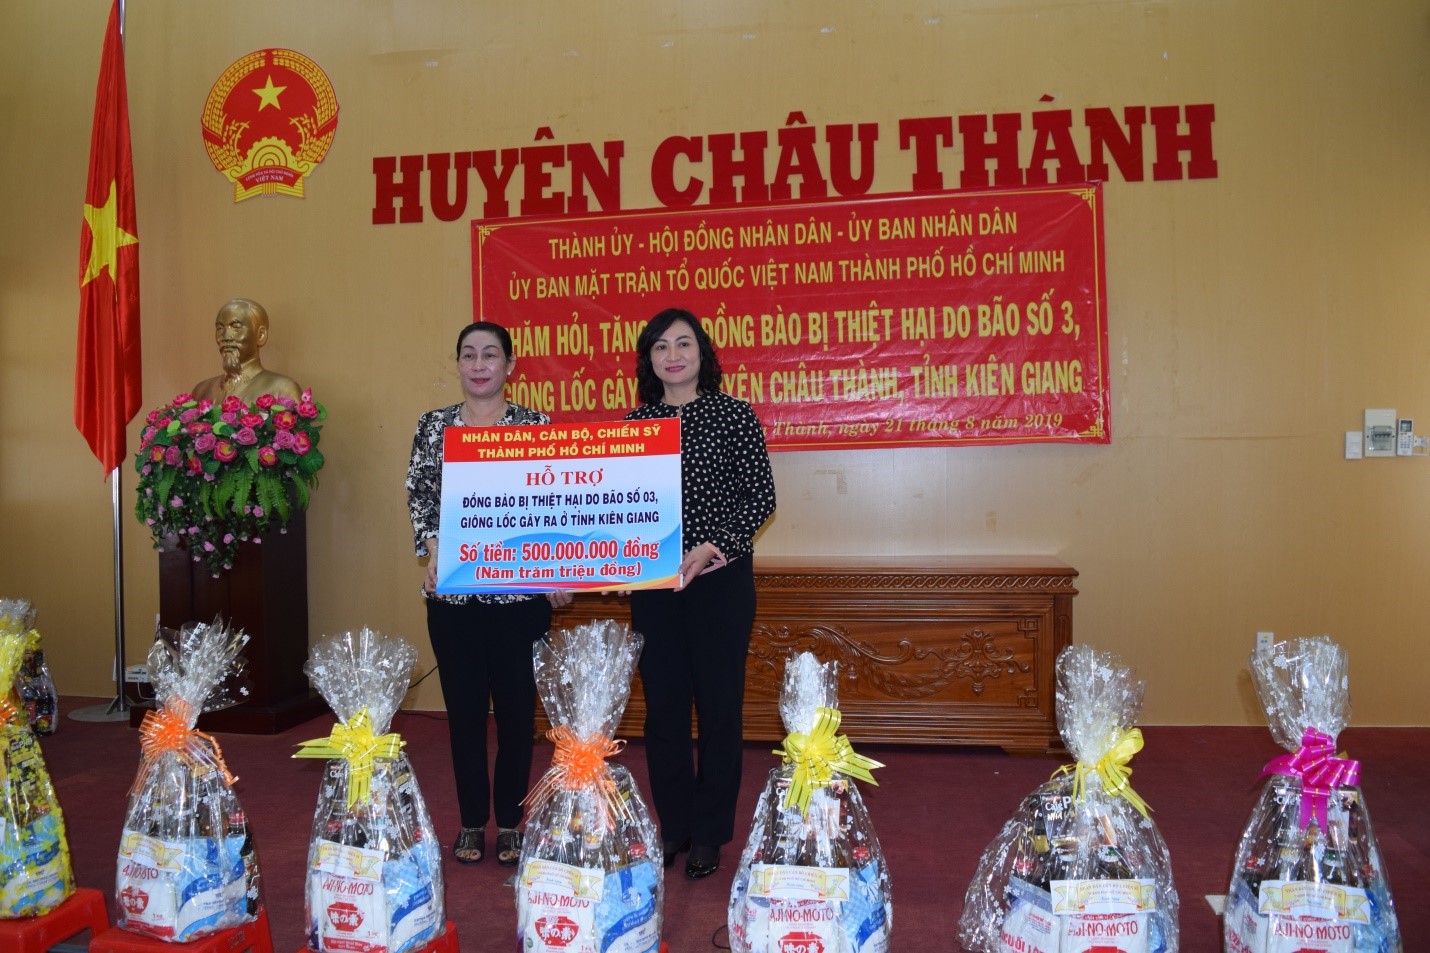 HUYỆN CHÂU THÀNH
VIỆT NAM
THÀNH ỦY - HỘI ĐỒNG NHÂN DÂN - ỦY BAN NHÂN DÂN
ỦY BAN MẶT TRẬN TỔ QUỐC VIỆT NAM THÀNH PHỐ HỒ CHÍ MINH
HĂM HỎI, TẶNG ĐỒNG BÀO BỊ THIỆT HẠI DO BÃO SỐ 3,
GIÔNG LỐC GÂY YỆN CHÂU THÀNH, TỈNH KIÊN GIANG
Thành, ngày 21 tháng 8 năm 2019
NHÂN DÂN, CÁN BỘ, CHIẾN SỸ
THÀNH PHỐ HỒ CHÍ MINH
HỖ TRỢ
ĐỒNG BÀO BỊ THIỆT HẠI DO BÃO SỐ 03,
GIÔNG LỐC GÂY RA Ở TỈNH KIÊN GIANG
Số tiền: 500.000.000 đồng
(Năm trăm triệu đồng)
AJI-NO-MOTO
AJI-NO-MOTO
AJI-NO-MOTO
AJI-NO-MOTO
味の素